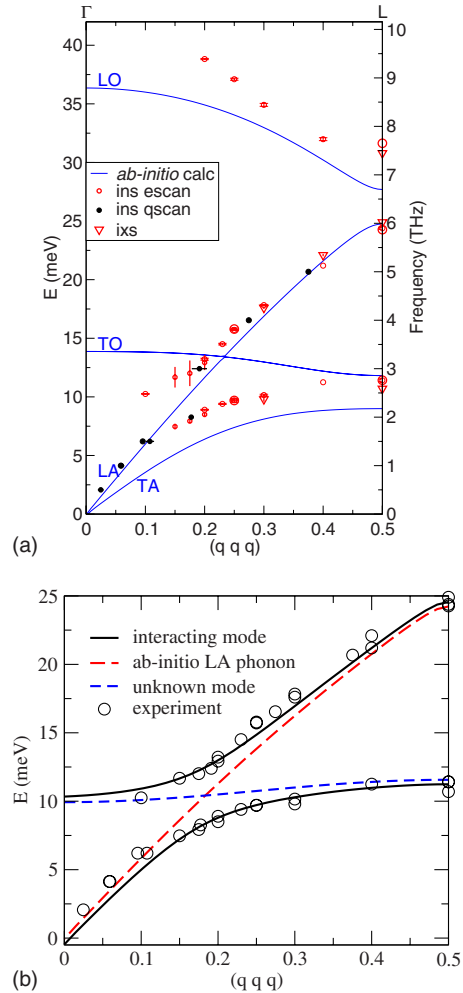 Γ L
40
35
30
25
20
15
10
5
0
E (meV)
LO
ab-initio calc
ins escan
ins qscan
ixs
TO
LA
TA
10
9
8
7
6
5
4
3
2
1
0
Frequency (THz)
0 0.1 0.2 0.3 0.4 0.5
(q q q)
(a)
25
20
15
10
5
0
E (meV)
interacting mode
ab-initio LA phonon
unknown mode
experiment
0 0.1 0.2 0.3 0.4 0.5
(q q q)
(b)